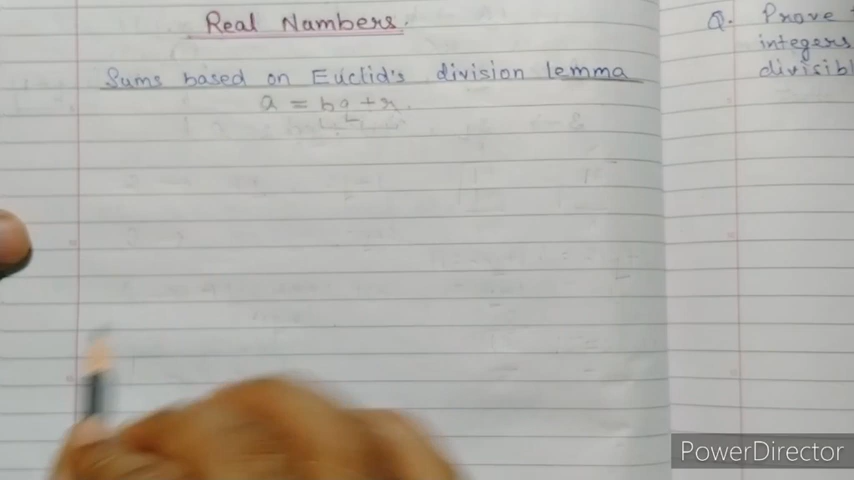 Real Numbers.
Sums based on Euclid's division lemma
a = bq + r.
Q. Prove
integers
divisibl
PowerDirector